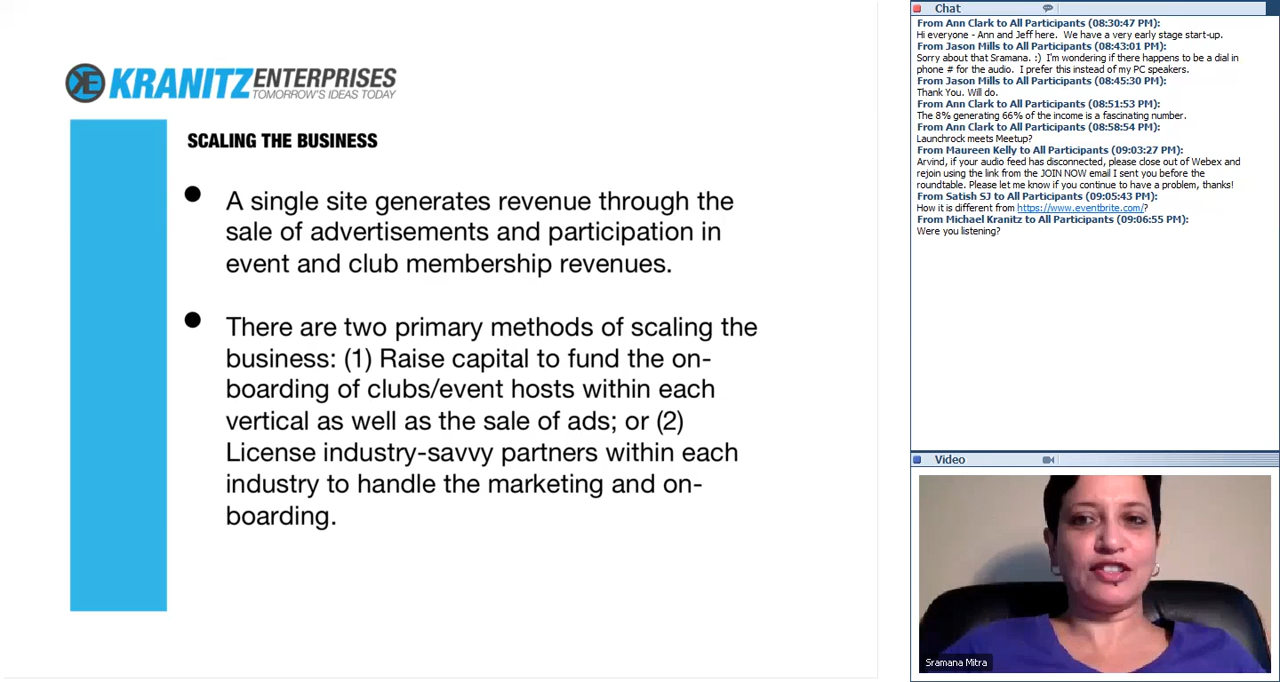 KRANITZ ENTERPRISES
TOMORROW'S IDEAS TODAY
SCALING THE BUSINESS
• A single site generates revenue through the
sale of advertisements and participation in
event and club membership revenues.
• There are two primary methods of scaling the
business: (1) Raise capital to fund the on-
boarding of clubs/event hosts within each
vertical as well as the sale of ads; or (2)
License industry-savvy partners within each
industry to handle the marketing and on-
boarding.
Chat
From Ann Clark to All Participants (08:30:47 PM):
Hi everyone - Ann and Jeff here. We have a very early stage start-up.
From Jason Mills to All Participants (08:43:01 PM):
Sorry about that Sramana. :) I'm wondering if there happens to be a dial in
phone # for the audio. I prefer this instead of my PC speakers.
From Jason Mills to All Participants (08:45:30 PM):
Thank You. Will do.
From Ann Clark to All Participants (08:51:53 PM):
The 8% generating 66% of the income is a fascinating number.
From Ann Clark to All Participants (08:58:54 PM):
Launchrock meets Meetup?
From Maureen Kelly to All Participants (09:03:27 PM):
Arvind, if your audio feed has disconnected, please close out of Webex and
rejoin using the link from the JOIN NOW email I sent you before the
roundtable. Please let me know if you continue to have a problem, thanks!
From Satish SJ to All Participants (09:05:43 PM):
How it is different from https://www.eventbrite.com/?
From Michael Kranitz to All Participants (09:06:55 PM):
Were you listening?
Video
Sramana Mitra